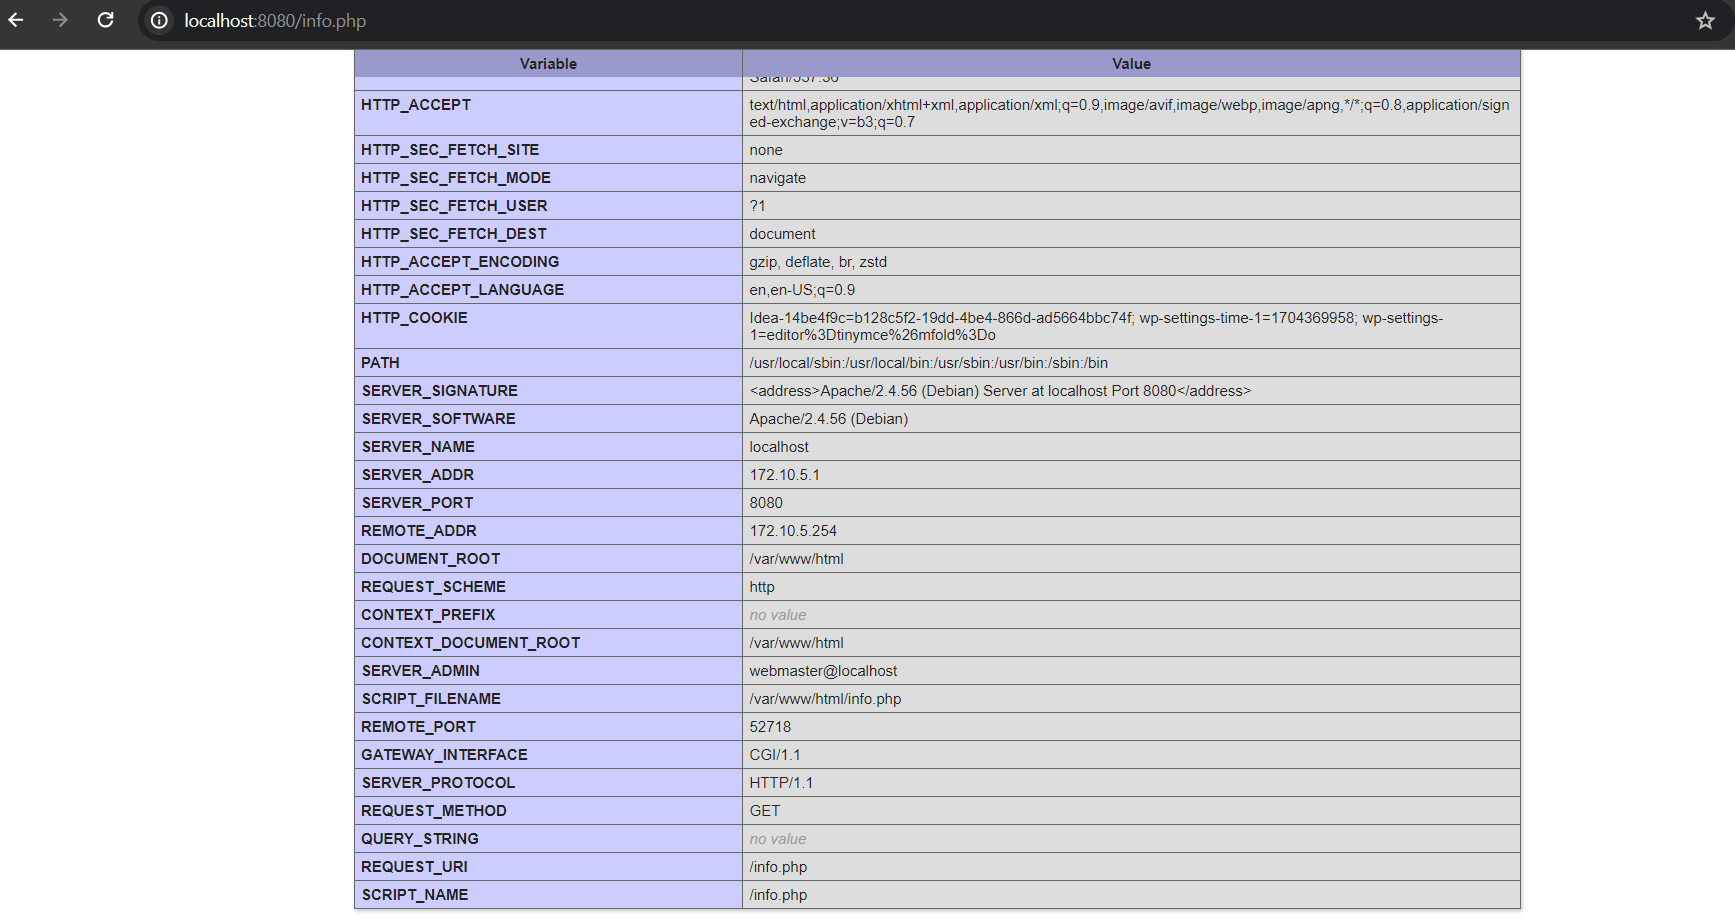 localhost:8080/info.php
Variable Value
Safari/537.36
HTTP_ACCEPT text/html,application/xhtml+xml,application/xml;q=0.9,image/avif,image/webp,image/apng,*/*;q=0.8,application/sign
ed-exchange;v=b3;q=0.7
HTTP_SEC_FETCH_SITE none
HTTP_SEC_FETCH_MODE navigate
HTTP_SEC_FETCH_USER ?1
HTTP_SEC_FETCH_DEST document
HTTP_ACCEPT_ENCODING gzip, deflate, br, zstd
HTTP_ACCEPT_LANGUAGE en,en-US;q=0.9
HTTP_COOKIE Idea-14be4f9c=b128c5f2-19dd-4be4-866d-ad5664bbc74f; wp-settings-time-1=1704369958; wp-settings-
1=editor%3Dtinymce%26mfold%3Do
PATH /usr/local/sbin:/usr/local/bin:/usr/sbin:/usr/bin:/sbin:/bin
SERVER_SIGNATURE <address>Apache/2.4.56 (Debian) Server at localhost Port 8080</address>
SERVER_SOFTWARE Apache/2.4.56 (Debian)
SERVER_NAME localhost
SERVER_ADDR 172.10.5.1
SERVER_PORT 8080
REMOTE_ADDR 172.10.5.254
DOCUMENT_ROOT /var/www/html
REQUEST_SCHEME http
CONTEXT_PREFIX no value
CONTEXT_DOCUMENT_ROOT /var/www/html
SERVER_ADMIN webmaster@localhost
SCRIPT_FILENAME /var/www/html/info.php
REMOTE_PORT 52718
GATEWAY_INTERFACE CGI/1.1
SERVER_PROTOCOL HTTP/1.1
REQUEST_METHOD GET
QUERY_STRING no value
REQUEST_URI /info.php
SCRIPT_NAME /info.php